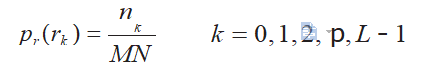 p_r(r_k) = n_k / MN    k = 0,1,2, p,L − 1